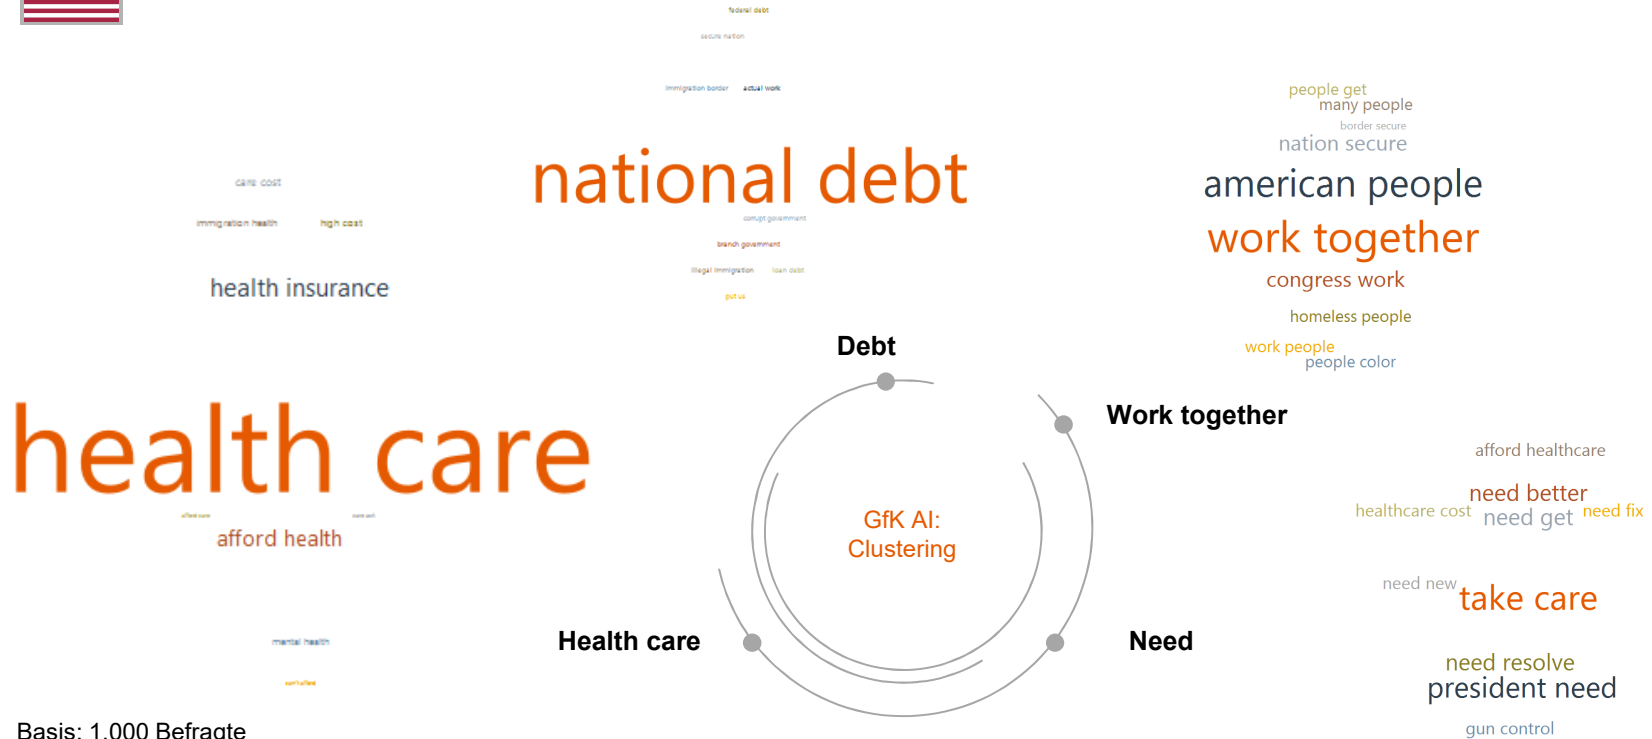 federal debt
secure nation
immigration border actual work
national debt
corrupt government
branch government
illegal immigration loan debt
put us
care cost
immigration health high cost
health insurance
health care
afford health
mental health
can't afford
people get
many people
border secure
nation secure
american people
work together
congress work
homeless people
work people
people color
afford healthcare
need better
healthcare cost need get need fix
need new
take care
need resolve
president need
gun control
Debt
Work together
GfK AI:
Clustering
Health care
Need
Basis: 1.000 Befragte